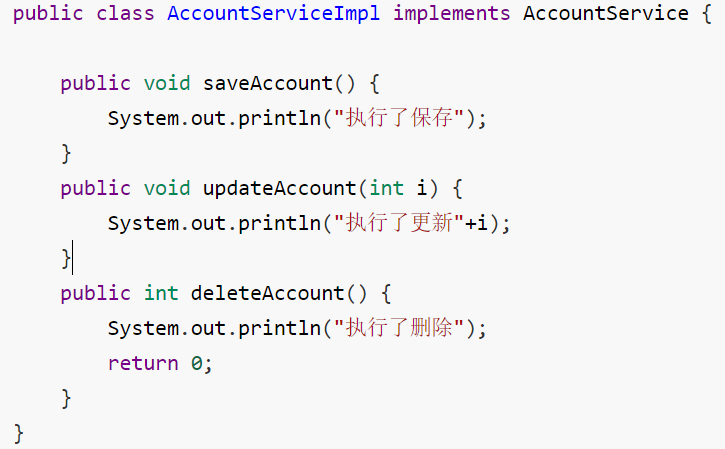 public class AccountServiceImpl implements AccountService {
public void saveAccount() {
System.out.println("执行了保存");
}
public void updateAccount(int i) {
System.out.println("执行了更新"+i);
}
public int deleteAccount() {
System.out.println("执行了删除");
return 0;
}
}